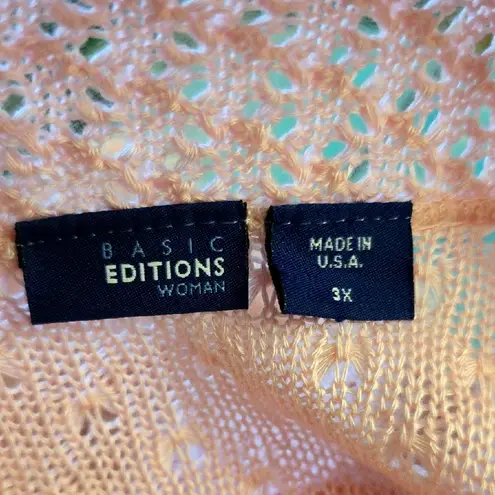 BASIC
EDITIONS
WOMAN
MADE IN
U.S.A.
3X